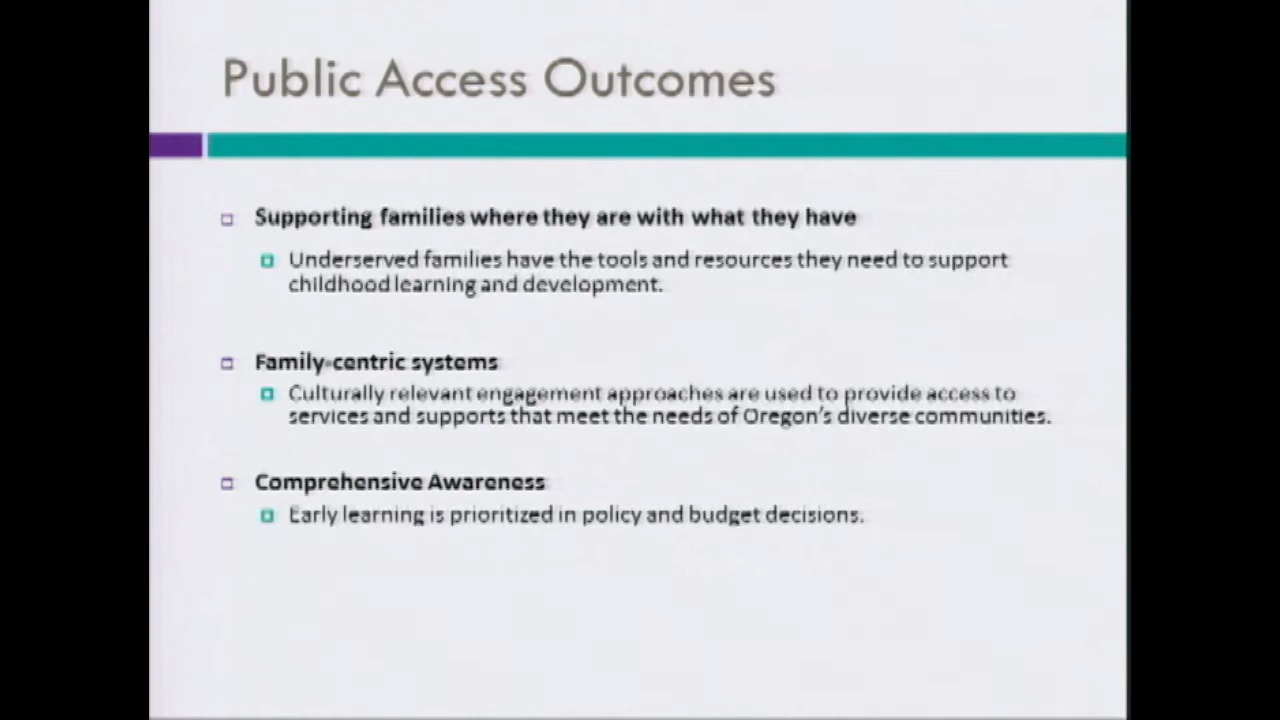 Public Access Outcomes
Supporting families where they are with what they have
Underserved families have the tools and resources they need to support
childhood learning and development.
Family-centric systems
Culturally relevant engagement approaches are used to provide access to
services and supports that meet the needs of Oregon's diverse communities.
Comprehensive Awareness
Early learning is prioritized in policy and budget decisions.